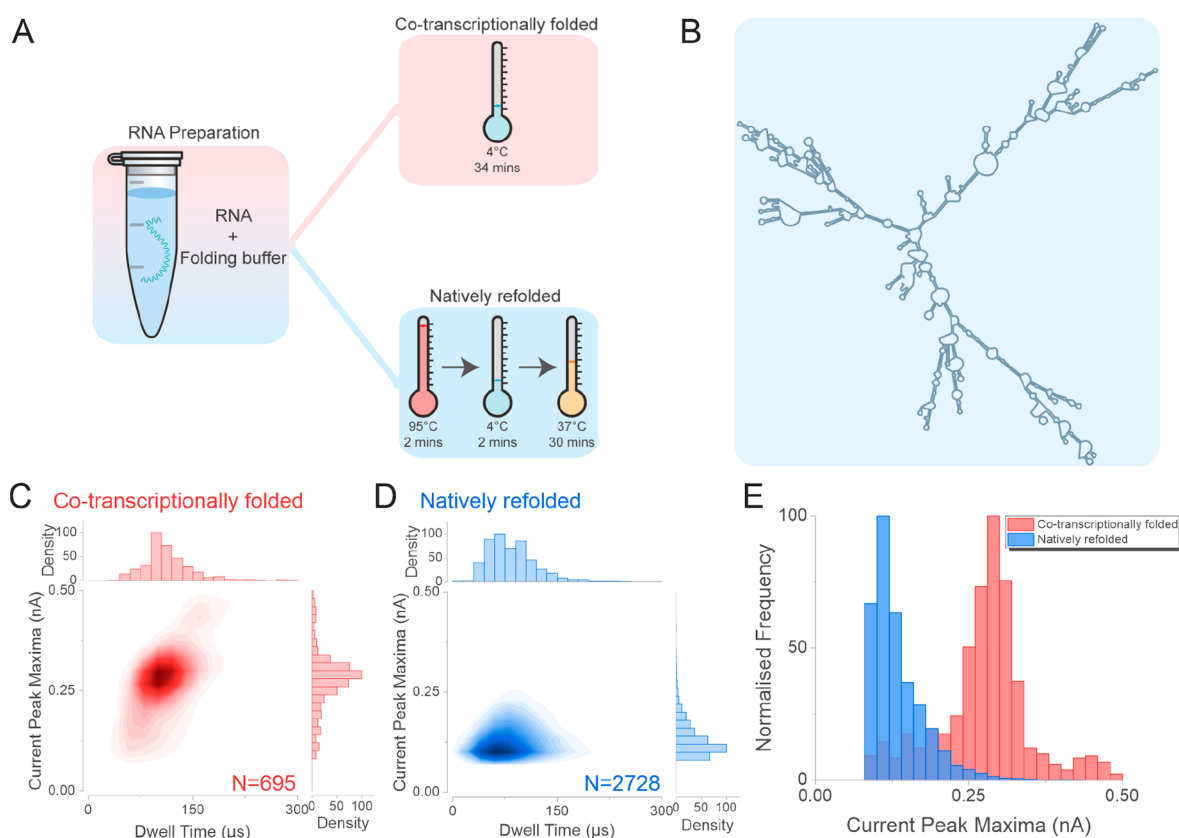 A
RNA Preparation
RNA
+
Folding buffer
Co-transcriptionally folded
4°C
34 mins
Natively refolded
95°C
2 mins
4°C
2 mins
37°C
30 mins
B
C
Co-transcriptionally folded
Density
100
50
0
Current Peak Maxima (nA)
0.50
0.25
0.00
N=695
0
150
300
Dwell Time (µs)
0 50 100
Density
D
Natively refolded
Density
100
50
0
Current Peak Maxima (nA)
0.50
0.25
0.00
N=2728
0
150
300
Dwell Time (µs)
0 50 100
Density
E
Normalised Frequency
100
50
0
Co-transcriptionally folded
Natively refolded
0.00
0.25
0.50
Current Peak Maxima (nA)